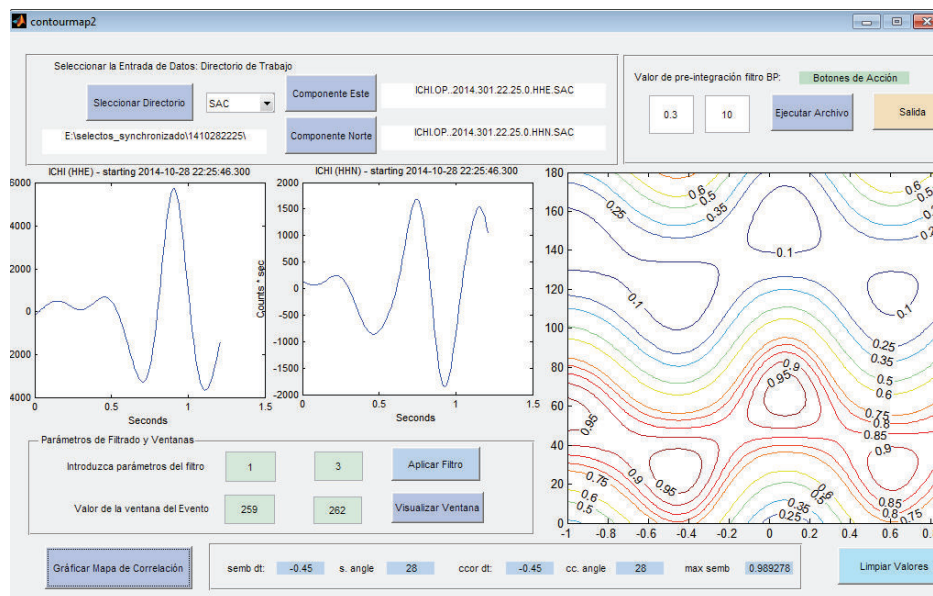 contourmap2
Seleccionar la Entrada de Datos: Directorio de Trabajo
Sleccionar Directorio
SAC
Componente Este
ICHI.OP..2014.301.22.25.0.HHE.SAC
E:\selectos_synchronizado\1410282225\
Componente Norte
ICHI.OP..2014.301.22.25.0.HHN.SAC
Valor de pre-integración filtro BP:
Botones de Acción
0.3
10
Ejecutar Archivo
Salida
ICHI (HHE) - starting 2014-10-28 22:25:46.300
6000
4000
2000
0
2000
4000
0
0.5
1
1.5
Seconds
ICHI (HHN) - starting 2014-10-28 22:25:46.300
Counts * sec
2000
1500
1000
500
0
-500
-1000
-1500
-2000
0
0.5
1
1.5
Seconds
180
160
140
120
100
80
60
40
20
0
-1
-0.8
-0.6
-0.4
-0.2
0
0.2
0.4
0.6
0.8
0.25
0.6
0.5
0.35
0.6
0.5
0.35
0.1
0.1
0.1
0.25
0.35
0.5
0.6
0.9
0.95
0.75
0.8
0.85
0.95
0.9
0.9
0.95
0.75
0.6
0.5
0.5
0.35
0.25
0.85
0.8
0.75
Parámetros de Filtrado y Ventanas
Introduzca parámetros del filtro
1
3
Aplicar Filtro
Valor de la ventana del Evento
259
262
Visualizar Ventana
Gráficar Mapa de Correlación
semb dt:
-0.45
s. angle
28
ccor dt:
-0.45
cc. angle
28
max semb
0.989278
Limpiar Valores